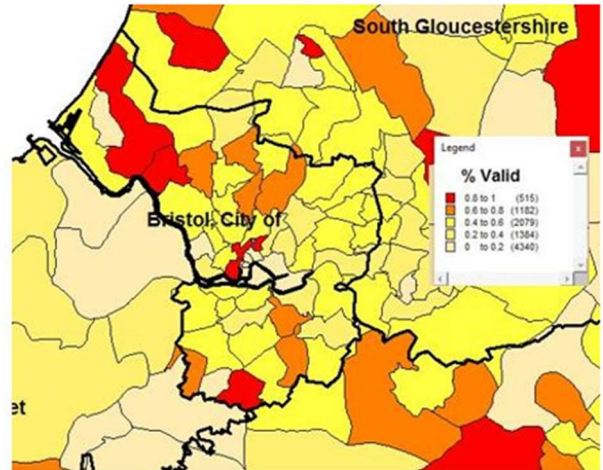 South Gloucestershire
Legend
x
% Valid
0.8 to 1 (515)
0.6 to 0.8 (1182)
0.4 to 0.6 (2079)
0.2 to 0.4 (1384)
0 to 0.2 (4340)
Bristol, City of
et